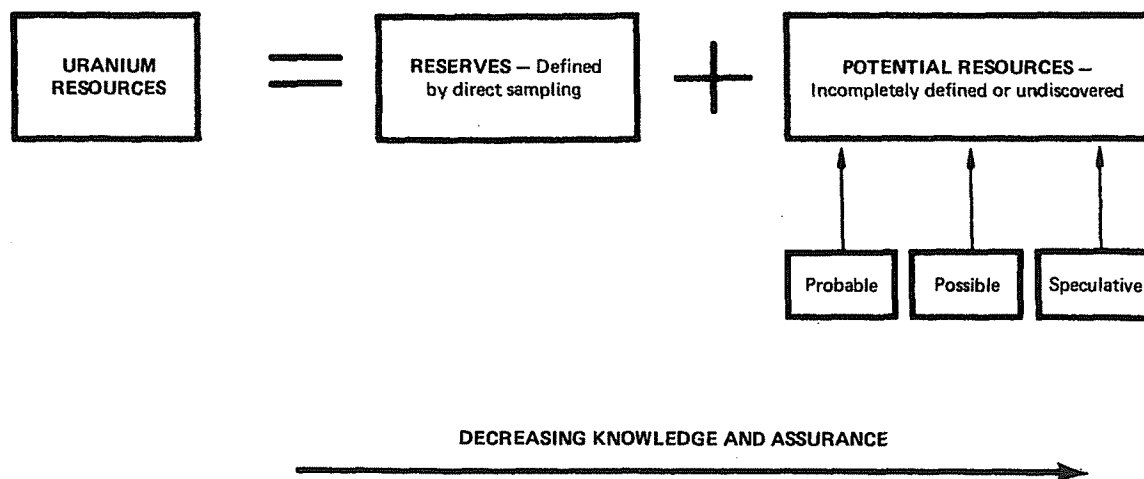 URANIUM
RESOURCES
RESERVES — Defined
by direct sampling
POTENTIAL RESOURCES —
Incompletely defined or undiscovered
Probable
Possible
Speculative
DECREASING KNOWLEDGE AND ASSURANCE